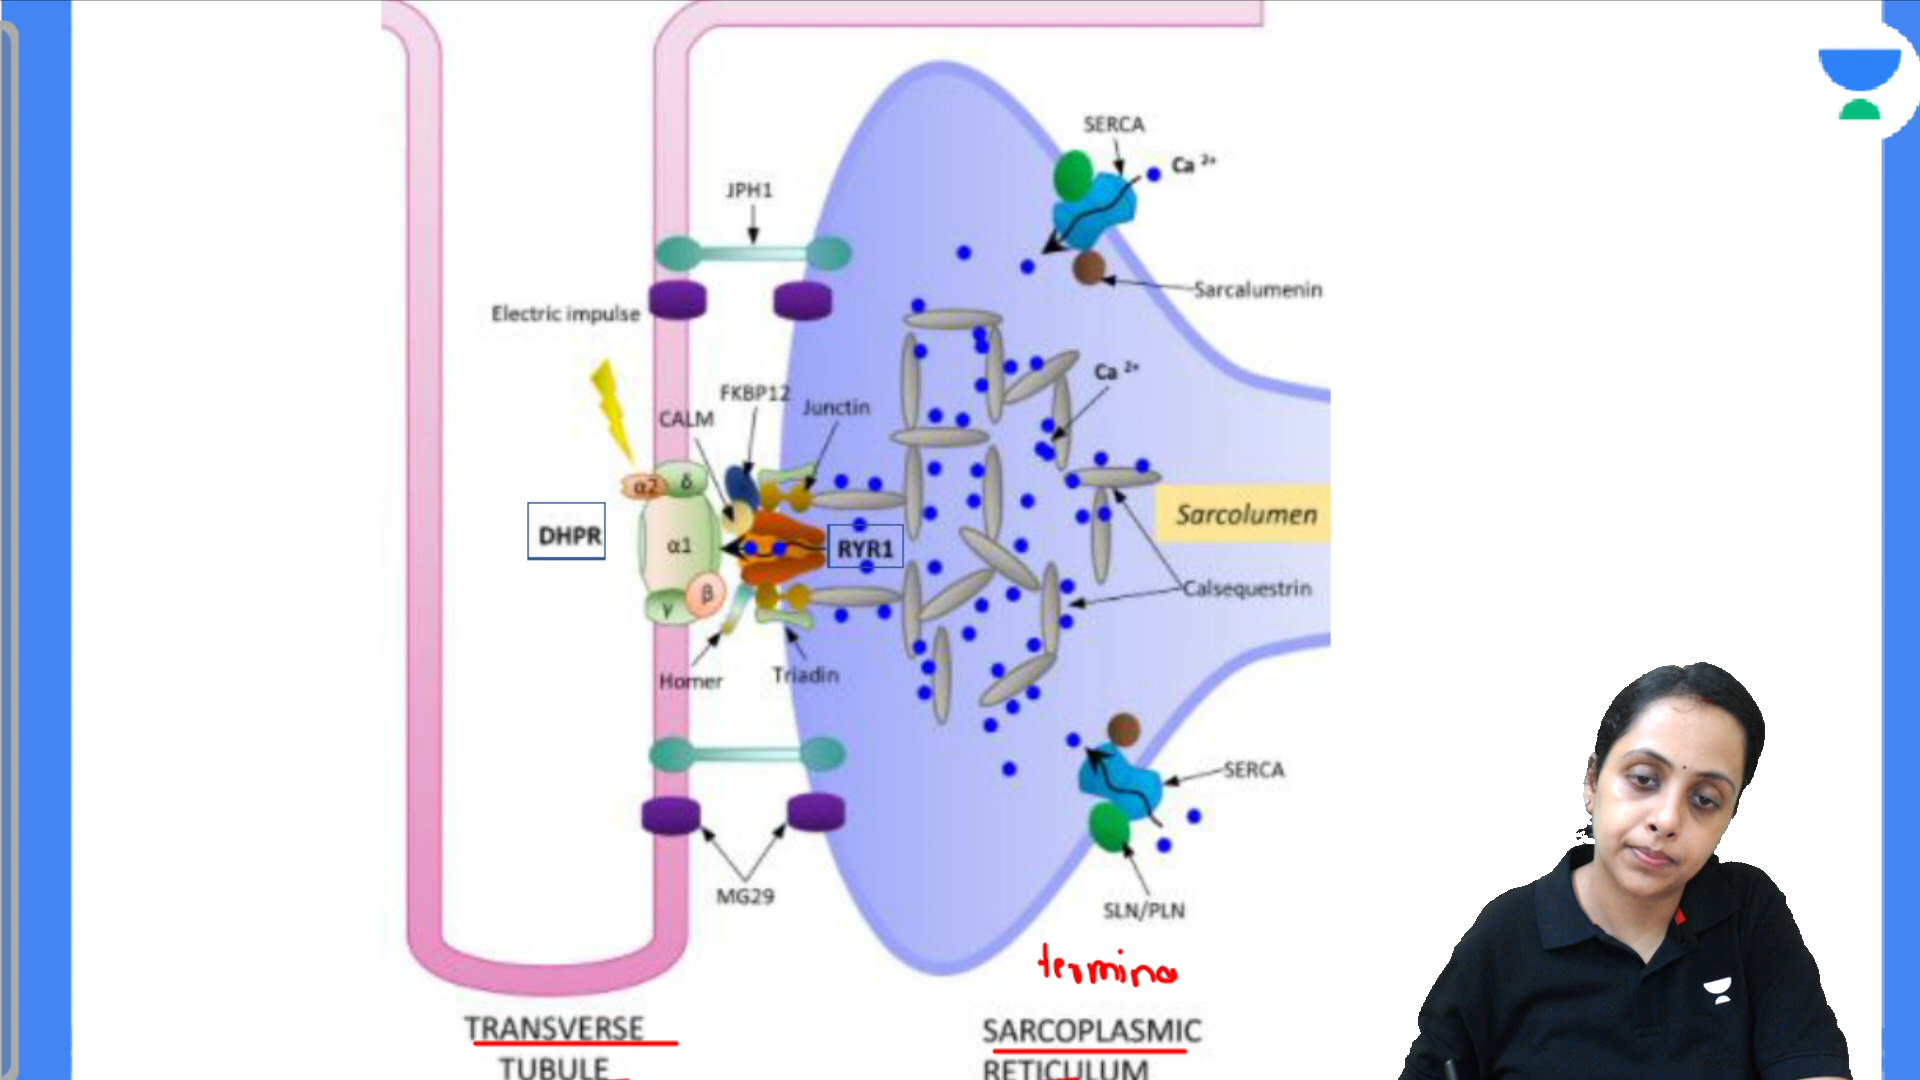 SERCA
Ca 2+
JPH1
Sarcalumenin
Electric impulse
Ca 2+
FKBP12
Junctin
CALM
α2
δ
Sarcolumen
DHPR
α1
RYR1
β
Calsequestrin
γ
Homer
Triadin
SERCA
MG29
SLN/PLN
termina
TRANSVERSE
TUBULE
SARCOPLASMIC
RETICULUM